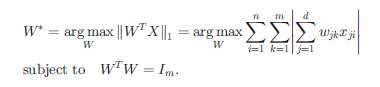 W* = arg max_W ‖W^T X‖_1 = arg max_W ∑_{i=1}^{n} ∑_{k=1}^{m} | ∑_{j=1}^{d} w_{jk} x_{ji} |
subject to W^T W = I_m.